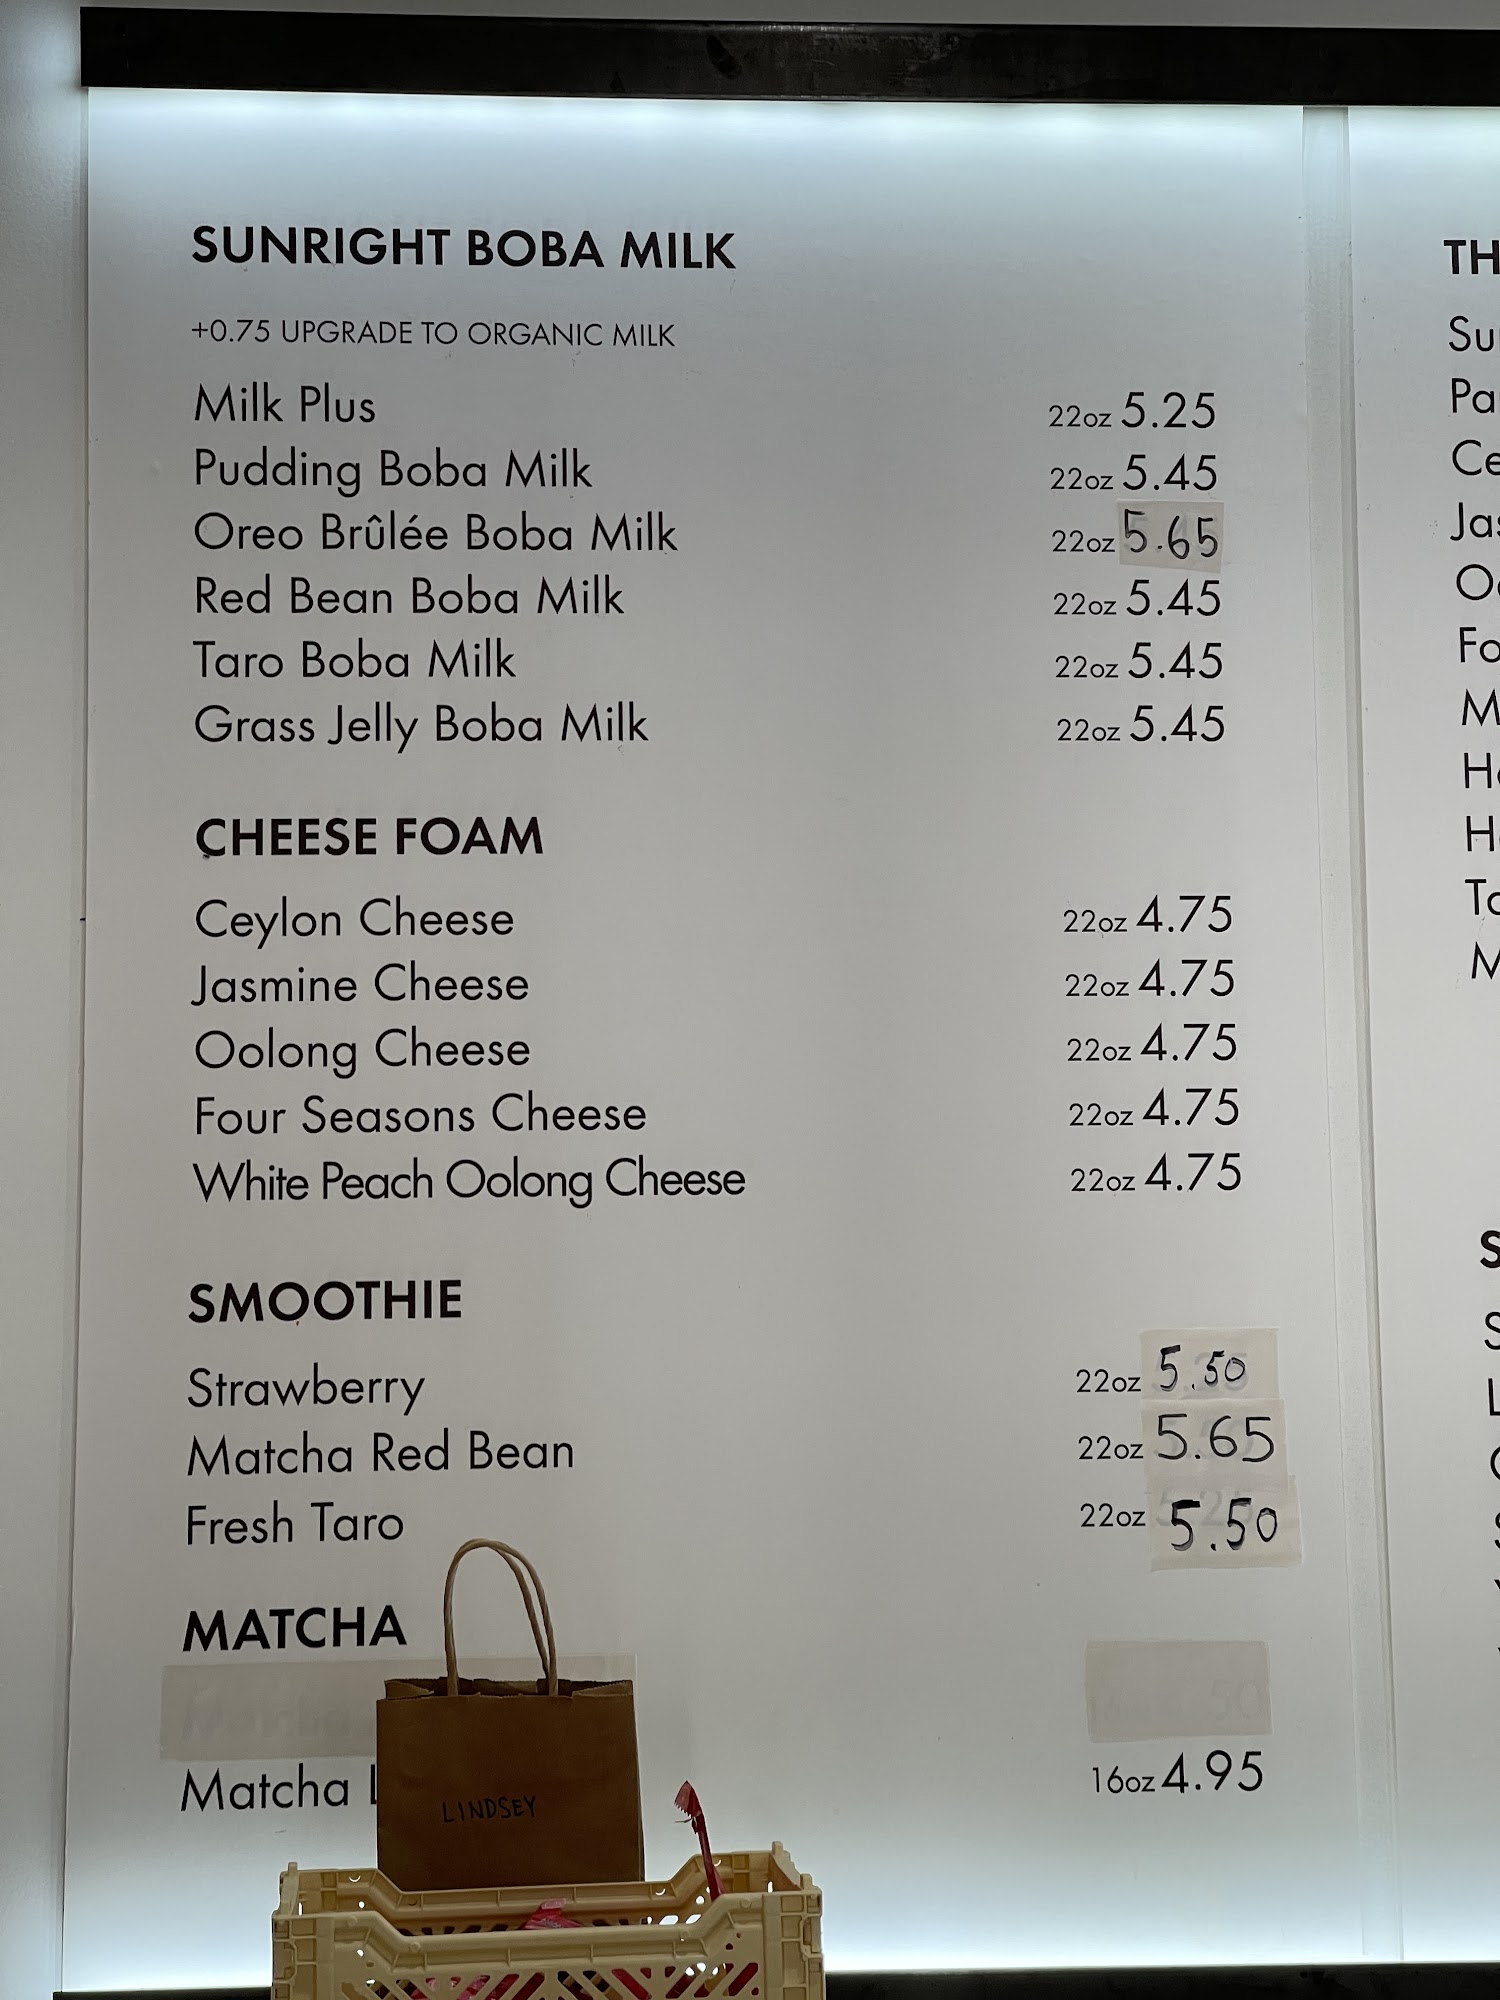 SUNRIGHT BOBA MILK
+0.75 UPGRADE TO ORGANIC MILK
Milk Plus 22oz 5.25
Pudding Boba Milk 22oz 5.45
Oreo Brûlée Boba Milk 22oz 5.65
Red Bean Boba Milk 22oz 5.45
Taro Boba Milk 22oz 5.45
Grass Jelly Boba Milk 22oz 5.45
CHEESE FOAM
Ceylon Cheese 22oz 4.75
Jasmine Cheese 22oz 4.75
Oolong Cheese 22oz 4.75
Four Seasons Cheese 22oz 4.75
White Peach Oolong Cheese 22oz 4.75
SMOOTHIE
Strawberry 22oz 5.50
Matcha Red Bean 22oz 5.65
Fresh Taro 22oz 5.50
MATCHA
Matcha 16oz 4.95
LINDSEY